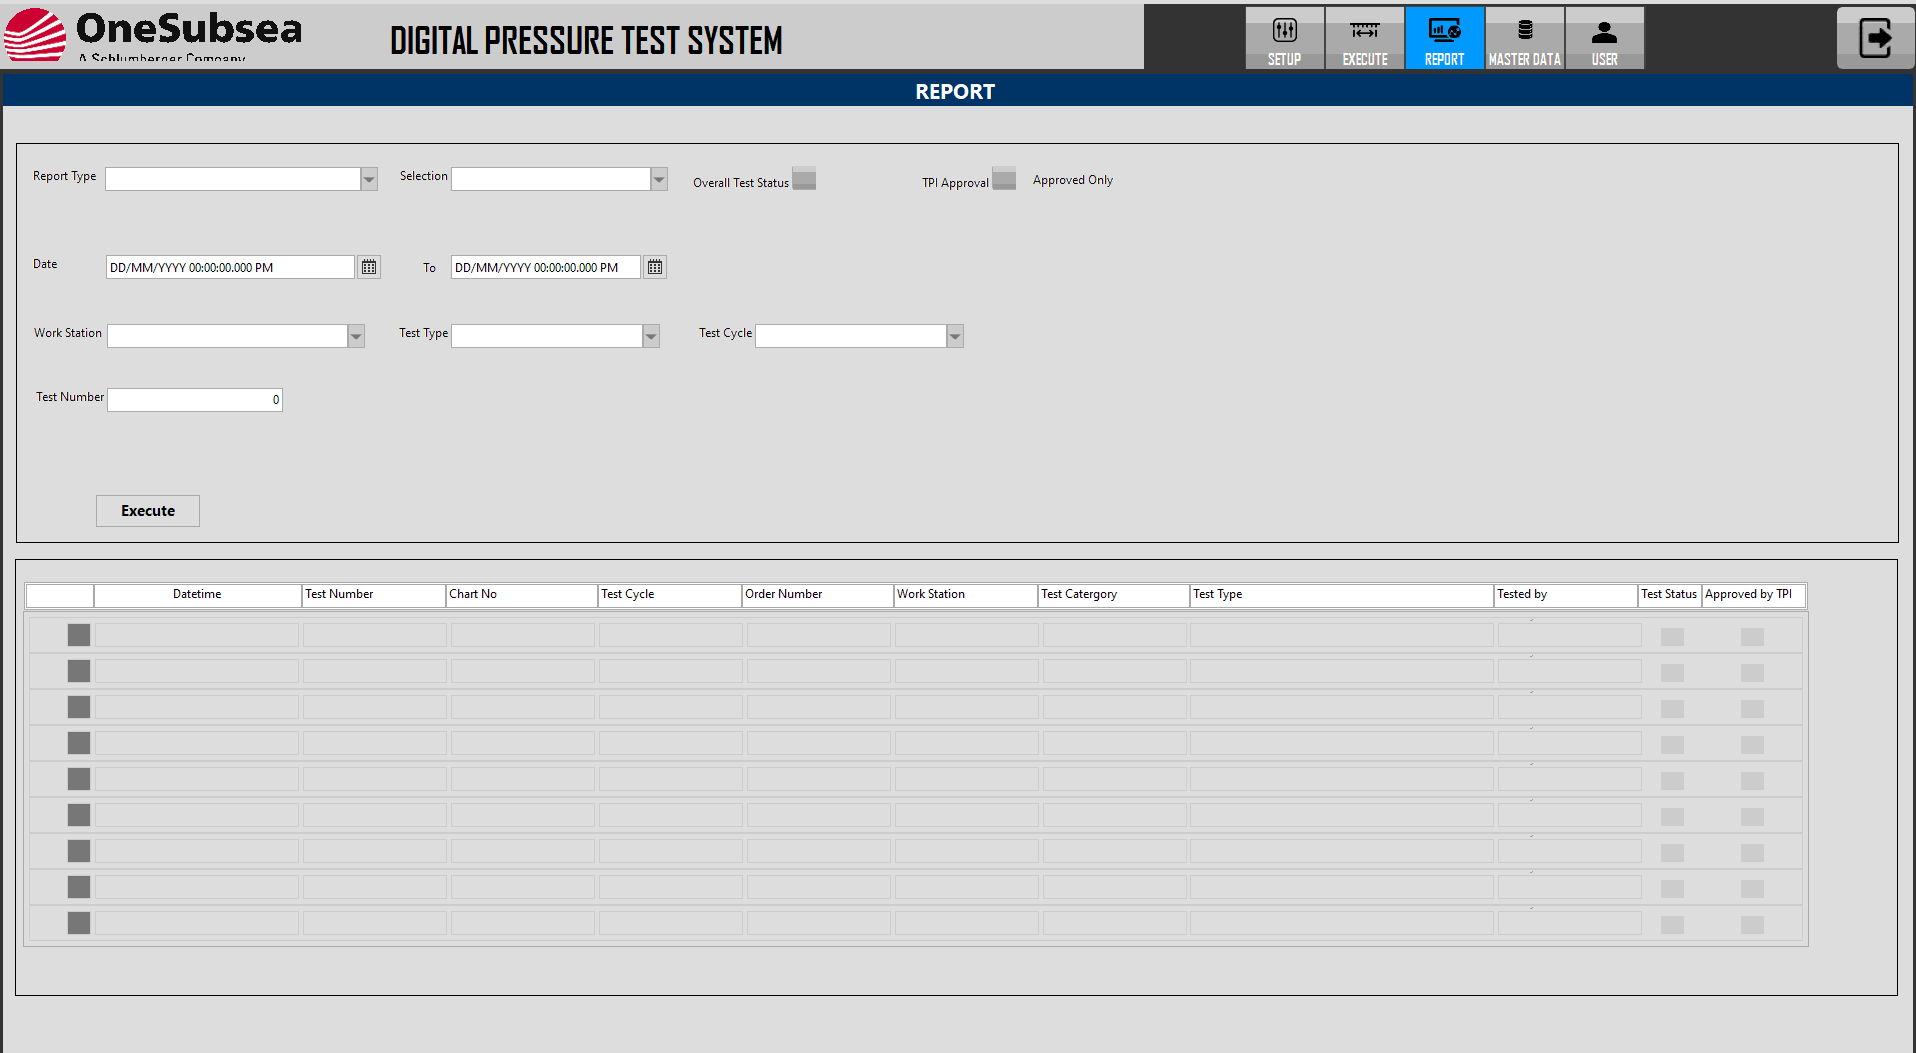 OneSubsea
A Schlumberger Company
DIGITAL PRESSURE TEST SYSTEM
SETUP
EXECUTE
REPORT
MASTER DATA
USER
REPORT
Report Type
Selection
Overall Test Status
TPI Approval
Approved Only
Date
DD/MM/YYYY 00:00:00.000 PM
To
DD/MM/YYYY 00:00:00.000 PM
Work Station
Test Type
Test Cycle
Test Number
0
Execute
Datetime
Test Number
Chart No
Test Cycle
Order Number
Work Station
Test Catergory
Test Type
Tested by
Test Status
Approved by TPI